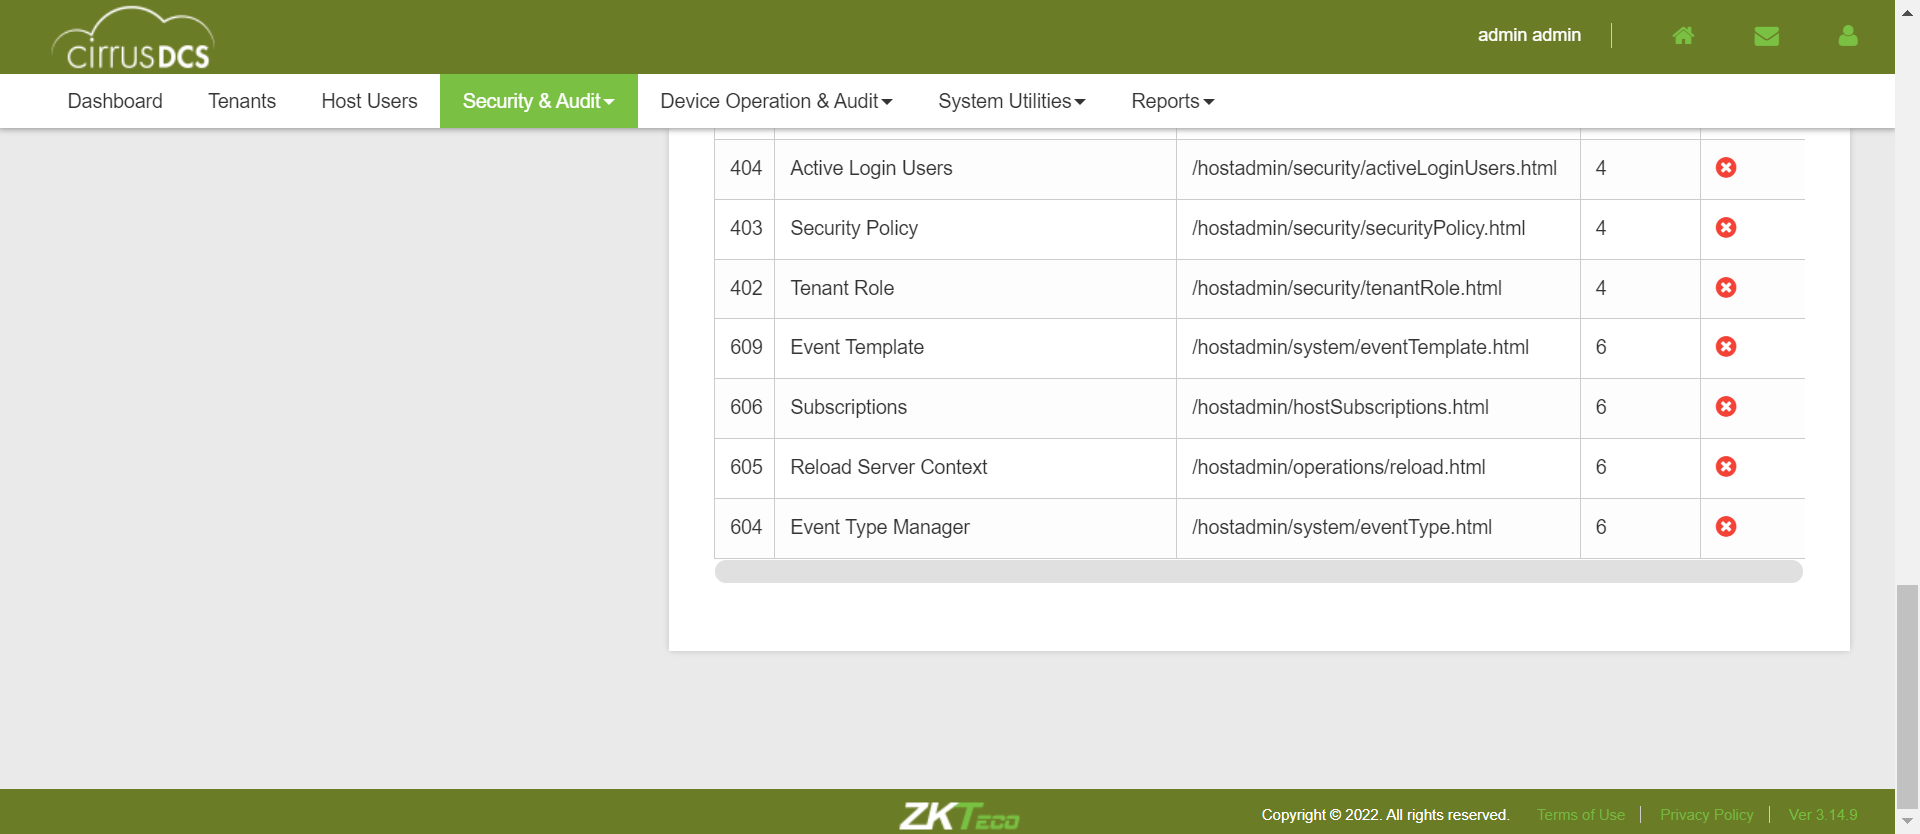 cirrusDCS
admin admin
Dashboard Tenants Host Users Security & Audit Device Operation & Audit System Utilities Reports
404 Active Login Users /hostadmin/security/activeLoginUsers.html 4
403 Security Policy /hostadmin/security/securityPolicy.html 4
402 Tenant Role /hostadmin/security/tenantRole.html 4
609 Event Template /hostadmin/system/eventTemplate.html 6
606 Subscriptions /hostadmin/hostSubscriptions.html 6
605 Reload Server Context /hostadmin/operations/reload.html 6
604 Event Type Manager /hostadmin/system/eventType.html 6
ZKTECO Copyright © 2022. All rights reserved. Terms of Use Privacy Policy Ver 3.14.9